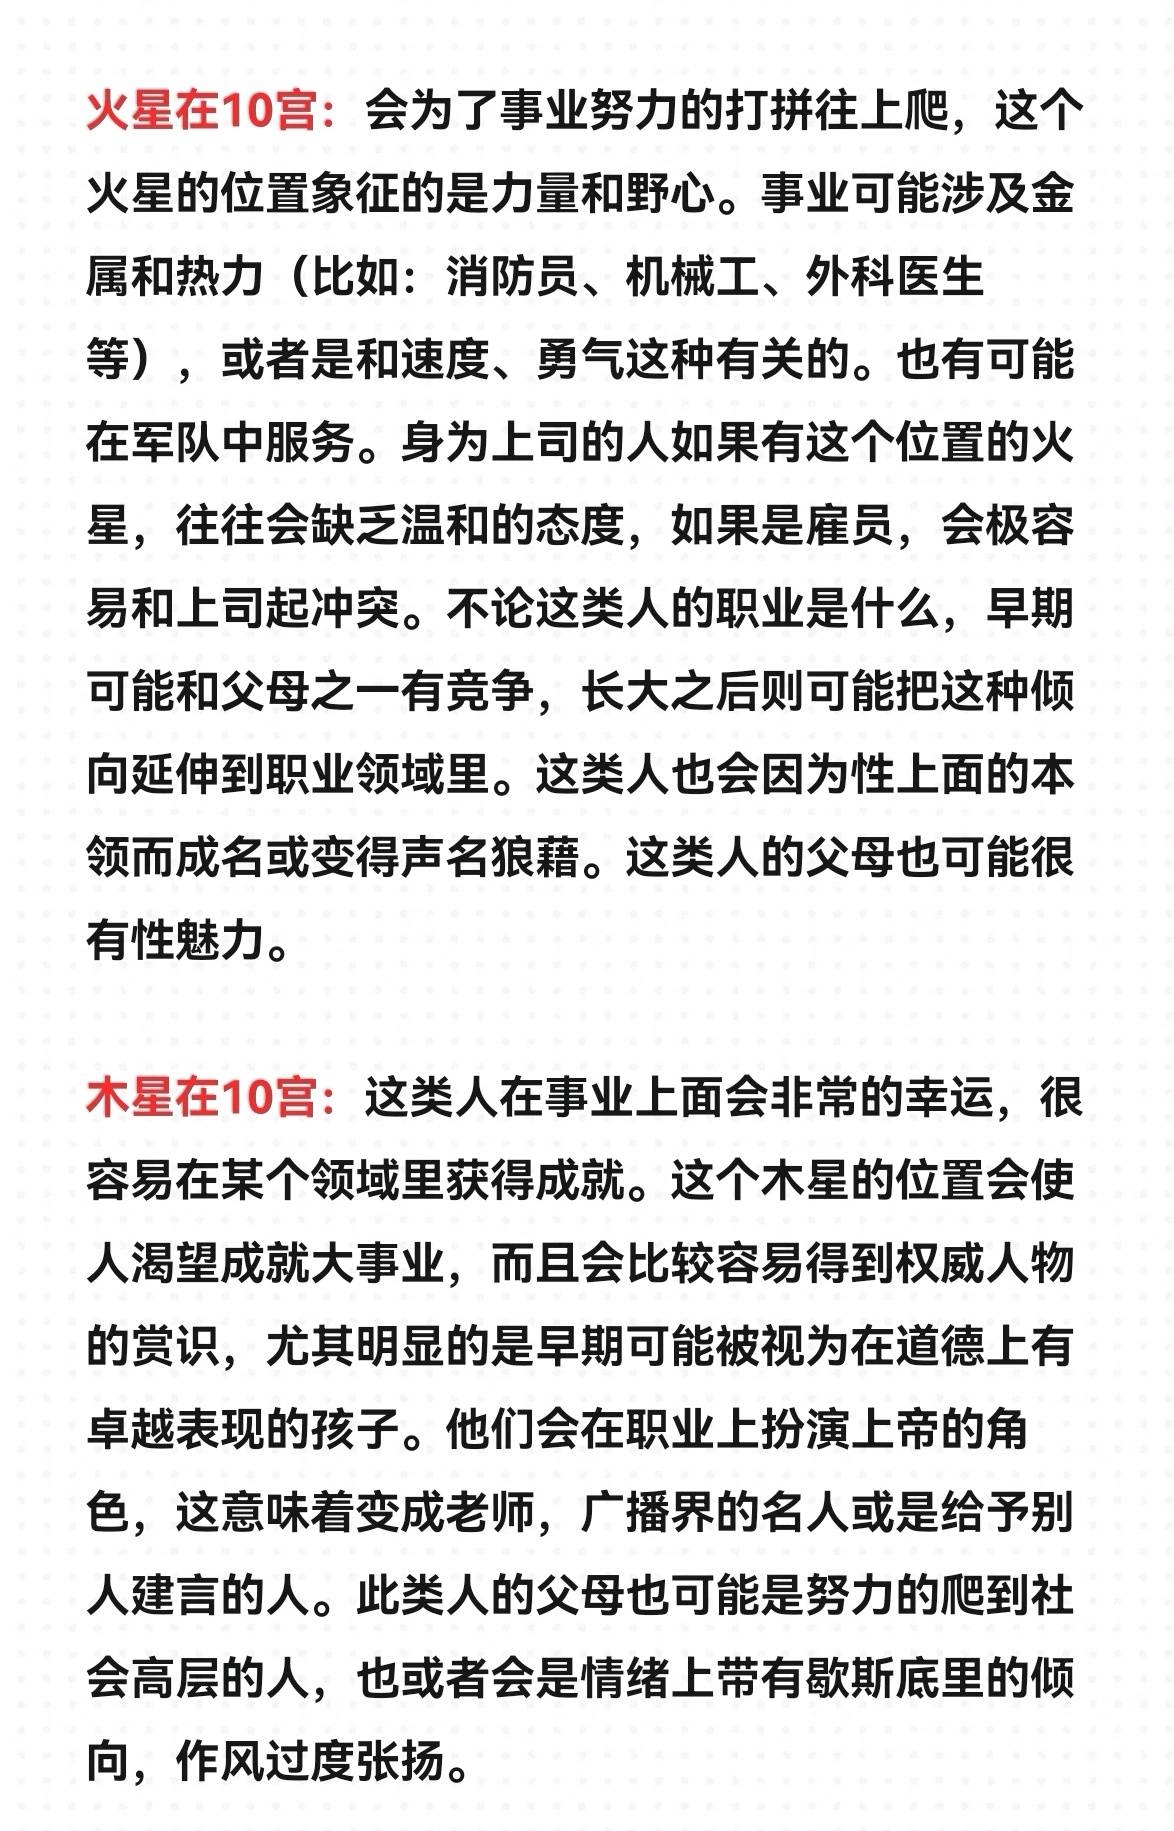 火星在10宫：会为了事业努力的打拼往上爬，这个
火星的位置象征的是力量和野心。事业可能涉及金
属和热力（比如：消防员、机械工、外科医生
等），或者是和速度、勇气这种有关的。也有可能
在军队中服务。身为上司的人如果有这个位置的火
星，往往会缺乏温和的态度，如果是雇员，会极容
易和上司起冲突。不论这类人的职业是什么，早期
可能和父母之一有竞争，长大之后则可能把这种倾
向延伸到职业领域里。这类人也会因为性上面的本
领而成名或变得声名狼藉。这类人的父母也可能很
有性魅力。
木星在10宫：这类人在事业上面会非常的幸运，很
容易在某个领域里获得成就。这个木星的位置会使
人渴望成就大事业，而且会比较容易得到权威人物
的赏识，尤其明显的是早期可能被视为在道德上有
卓越表现的孩子。他们会在职业上扮演上帝的角
色，这意味着变成老师，广播界的名人或是给予别
人建言的人。此类人的父母也可能是努力的爬到社
会高层的人，也或者会是情绪上带有歇斯底里的倾
向，作风过度张扬。